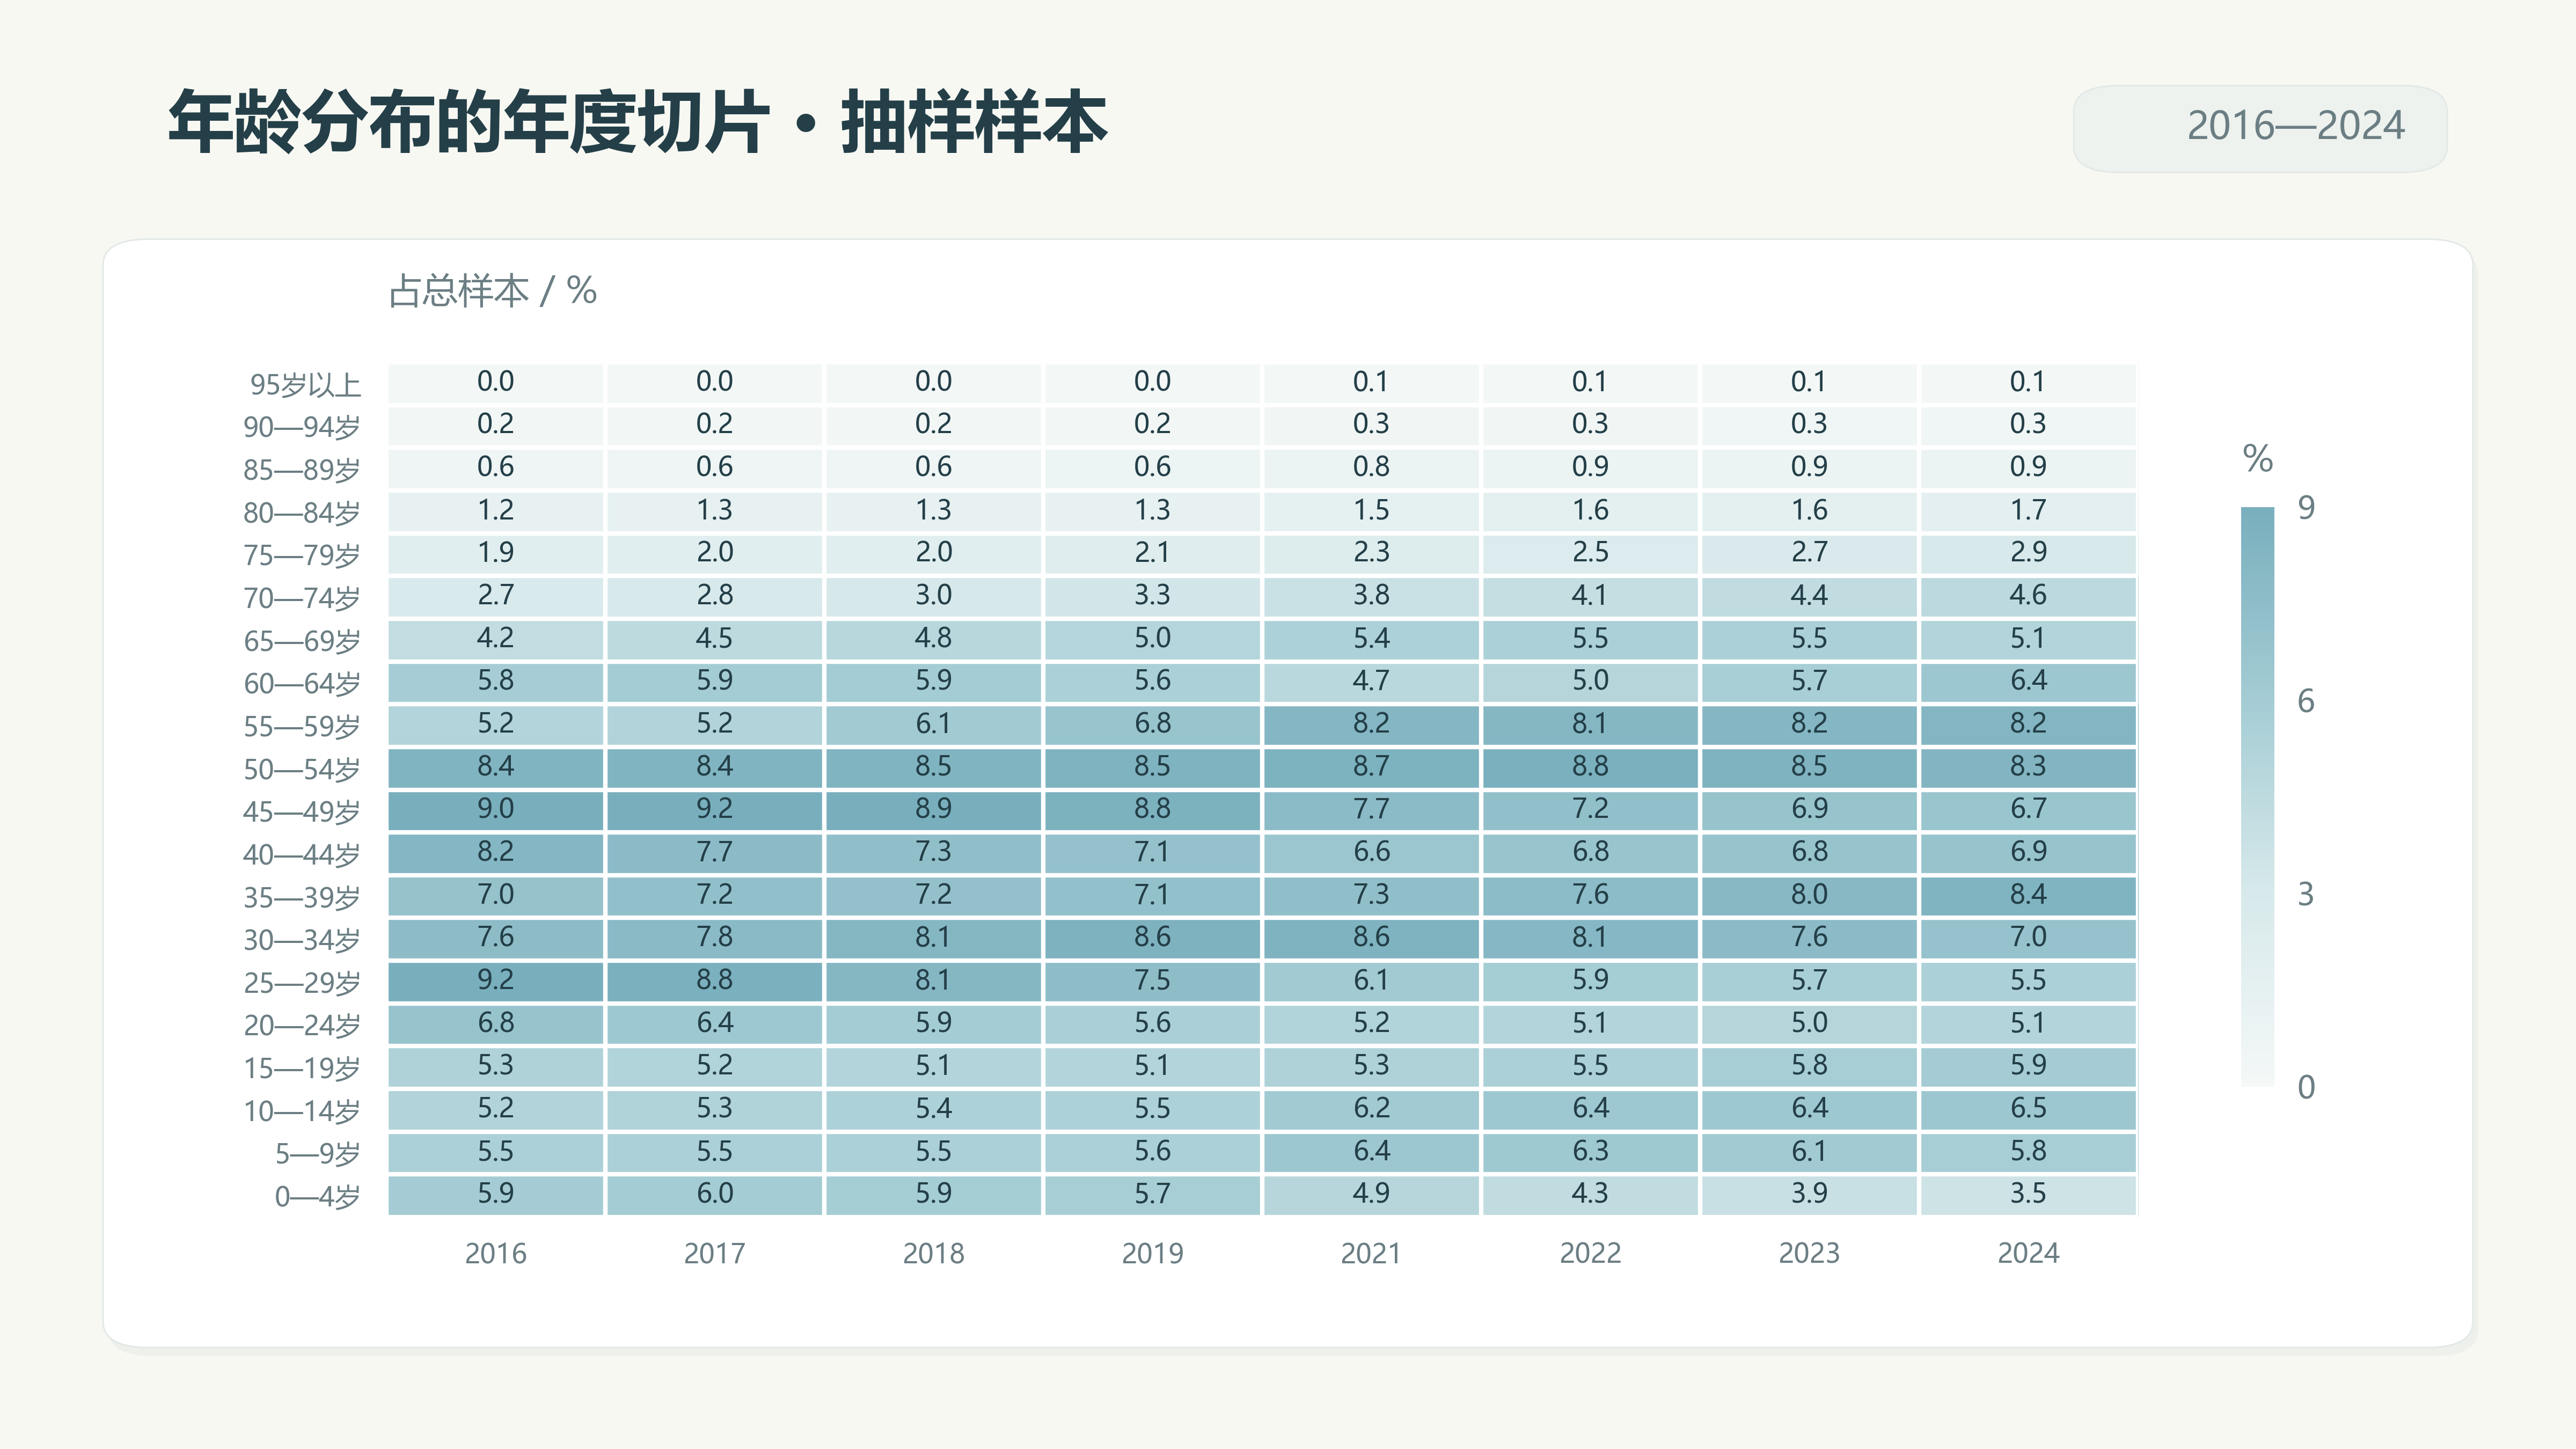 年龄分布的年度切片·抽样样本
2016—2024
占总样本 / %
95岁以上 0.0 0.0 0.0 0.0 0.1 0.1 0.1 0.1
90—94岁 0.2 0.2 0.2 0.2 0.3 0.3 0.3 0.3
85—89岁 0.6 0.6 0.6 0.6 0.8 0.9 0.9 0.9
80—84岁 1.2 1.3 1.3 1.3 1.5 1.6 1.6 1.7
75—79岁 1.9 2.0 2.0 2.1 2.3 2.5 2.7 2.9
70—74岁 2.7 2.8 3.0 3.3 3.8 4.1 4.4 4.6
65—69岁 4.2 4.5 4.8 5.0 5.4 5.5 5.5 5.1
60—64岁 5.8 5.9 5.9 5.6 4.7 5.0 5.7 6.4
55—59岁 5.2 5.2 6.1 6.8 8.2 8.1 8.2 8.2
50—54岁 8.4 8.4 8.5 8.5 8.7 8.8 8.5 8.3
45—49岁 9.0 9.2 8.9 8.8 7.7 7.2 6.9 6.7
40—44岁 8.2 7.7 7.3 7.1 6.6 6.8 6.8 6.9
35—39岁 7.0 7.2 7.2 7.1 7.3 7.6 8.0 8.4
30—34岁 7.6 7.8 8.1 8.6 8.6 8.1 7.6 7.0
25—29岁 9.2 8.8 8.1 7.5 6.1 5.9 5.7 5.5
20—24岁 6.8 6.4 5.9 5.6 5.2 5.1 5.0 5.1
15—19岁 5.3 5.2 5.1 5.1 5.3 5.5 5.8 5.9
10—14岁 5.2 5.3 5.4 5.5 6.2 6.4 6.4 6.5
5—9岁 5.5 5.5 5.5 5.6 6.4 6.3 6.1 5.8
0—4岁 5.9 6.0 5.9 5.7 4.9 4.3 3.9 3.5
2016 2017 2018 2019 2021 2022 2023 2024
%
9
6
3
0